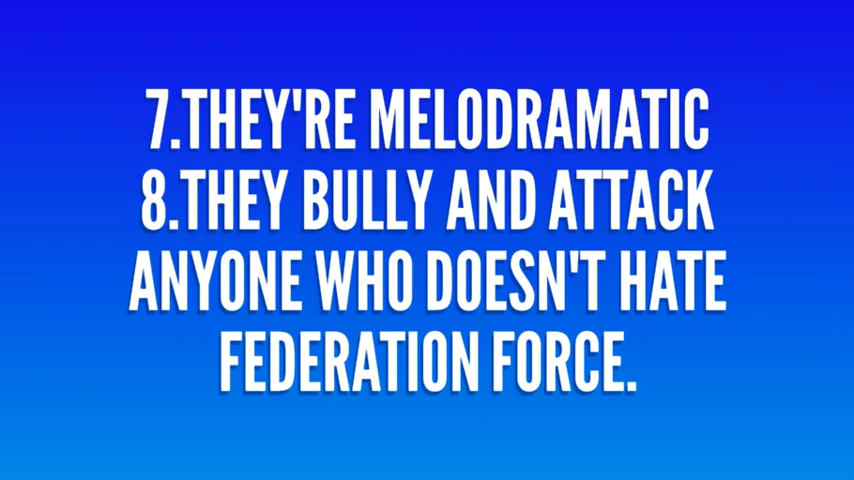 7.THEY'RE MELODRAMATIC
8.THEY BULLY AND ATTACK
ANYONE WHO DOESN'T HATE
FEDERATION FORCE.